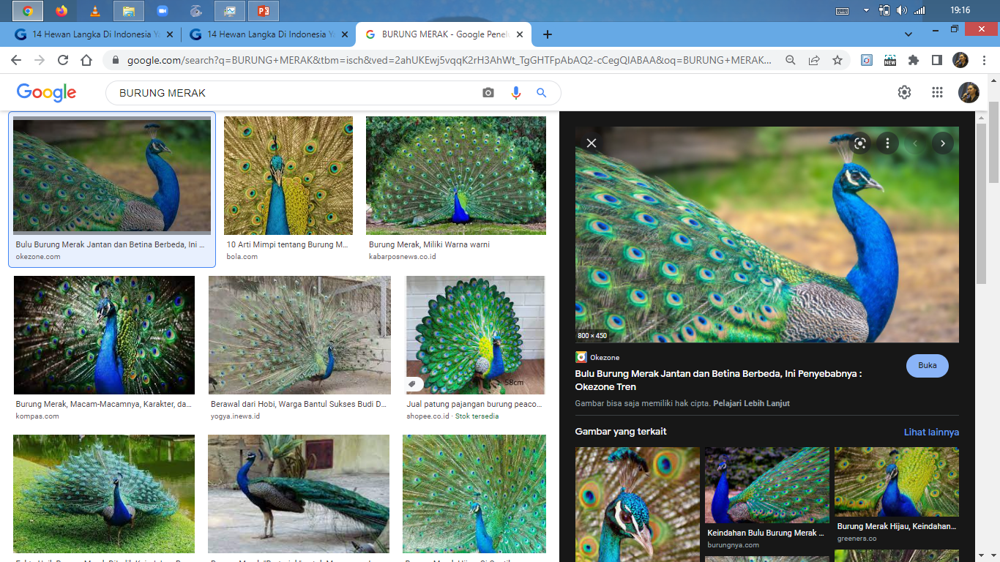 19:16
14 Hewan Langka Di Indonesia Ya
14 Hewan Langka Di Indonesia Ya
BURUNG MERAK - Google Penelu
google.com/search?q=BURUNG+MERAK&tbm=isch&ved=2ahUKEwj5vqqK2rH3AhWt_TgGHTFpAbAQ2-cCegQIABAA&oq=BURUNG+MERAK...
NEW
Google
BURUNG MERAK
Bulu Burung Merak Jantan dan Betina Berbeda, Ini ...
okezone.com
10 Arti Mimpi tentang Burung M...
bola.com
Burung Merak, Miliki Warna warni
kabarposnews.co.id
Burung Merak, Macam-Macamnya, Karakter, da...
kompas.com
Berawal dari Hobi, Warga Bantul Sukses Budi D...
yogya.inews.id
58cm
Jual patung pajangan burung peaco...
shopee.co.id · Stok tersedia
800 × 450
Okezone
Buka
Bulu Burung Merak Jantan dan Betina Berbeda, Ini Penyebabnya :
Okezone Tren
Gambar bisa saja memiliki hak cipta. Pelajari Lebih Lanjut
Gambar yang terkait
Lihat lainnya
Keindahan Bulu Burung Merak ...
burungnya.com
Burung Merak Hijau, Keindahan...
greeners.co